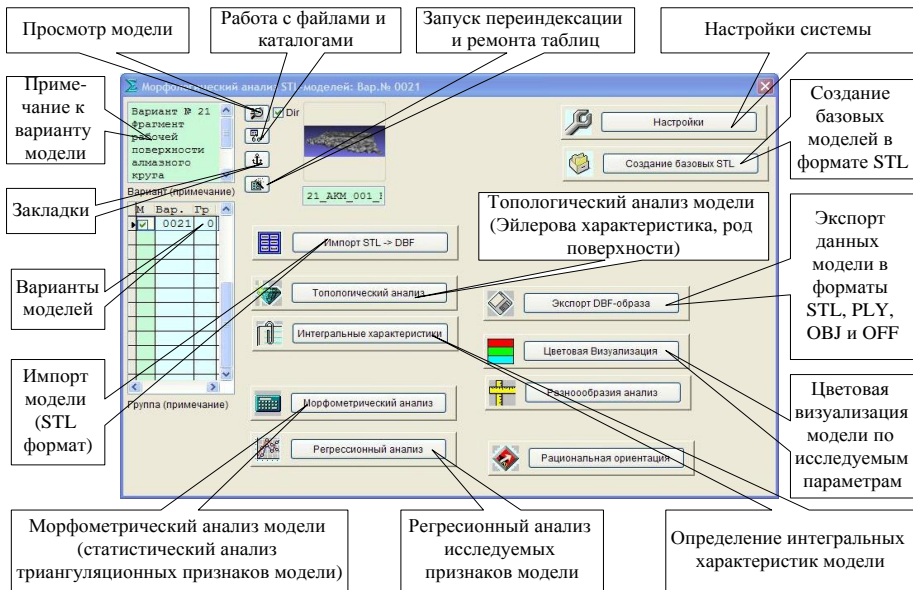 Просмотр модели
Работа с файлами и
каталогами
Запуск переиндексации
и ремонта таблиц
Настройки системы
Приме-
чание к
варианту
модели
Закладки
Варианты
моделей
Импорт
модели
(STL
формат)
Морфологический анализ STL-моделей: Вар.№ 0021
Вариант № 21
фрагмент
рабочей
поверхности
алмазного
круга
Dir
Вариант (примечание)
21_АКМ_001_
М Вар. Гр
0021 0
Группа (примечание)
Настройки
Создание базовых STL
Топологический анализ модели
(Эйлерова характеристика, род
поверхности)
Импорт STL -> DBF
Топологический анализ
Интегральные характеристики
Морфометрический анализ
Регрессионный анализ
Экспорт DBF-образа
Цветовая Визуализация
Разноообразия анализ
Рациональная ориентация
Создание
базовых
моделей в
формате STL
Экспорт
данных
модели в
форматы
STL, PLY,
OBJ и OFF
Цветовая
визуализация
модели по
исследуемым
параметрам
Морфометрический анализ модели
(статистический анализ
триангуляционных признаков модели)
Регресионный анализ
исследуемых
признаков модели
Определение интегральных
характеристик модели